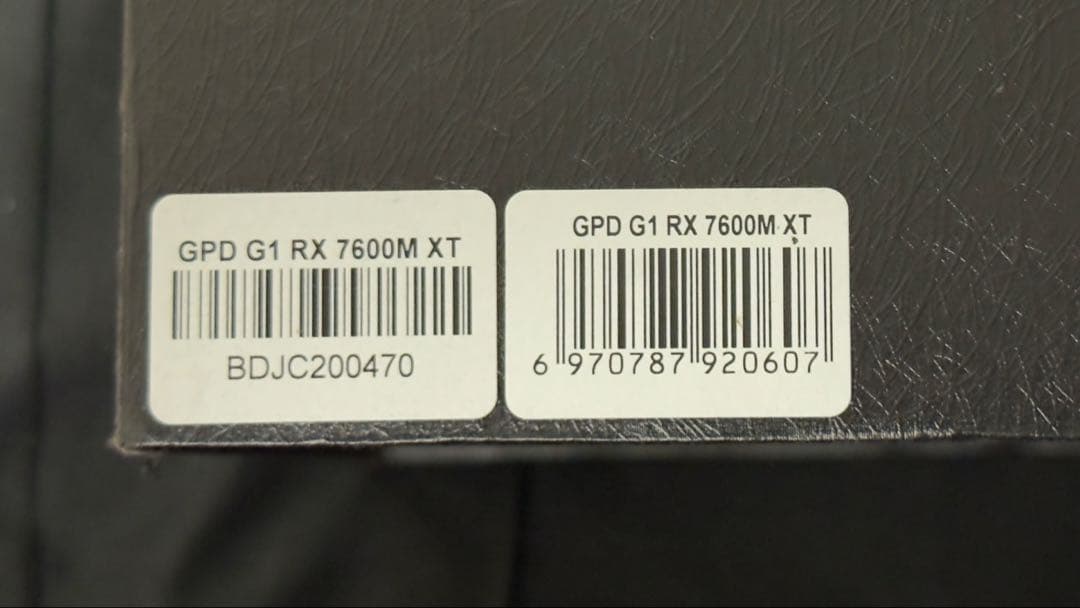 GPD G1 RX 7600M XT
BDJC200470
GPD G1 RX 7600M XT
6 970787 920607